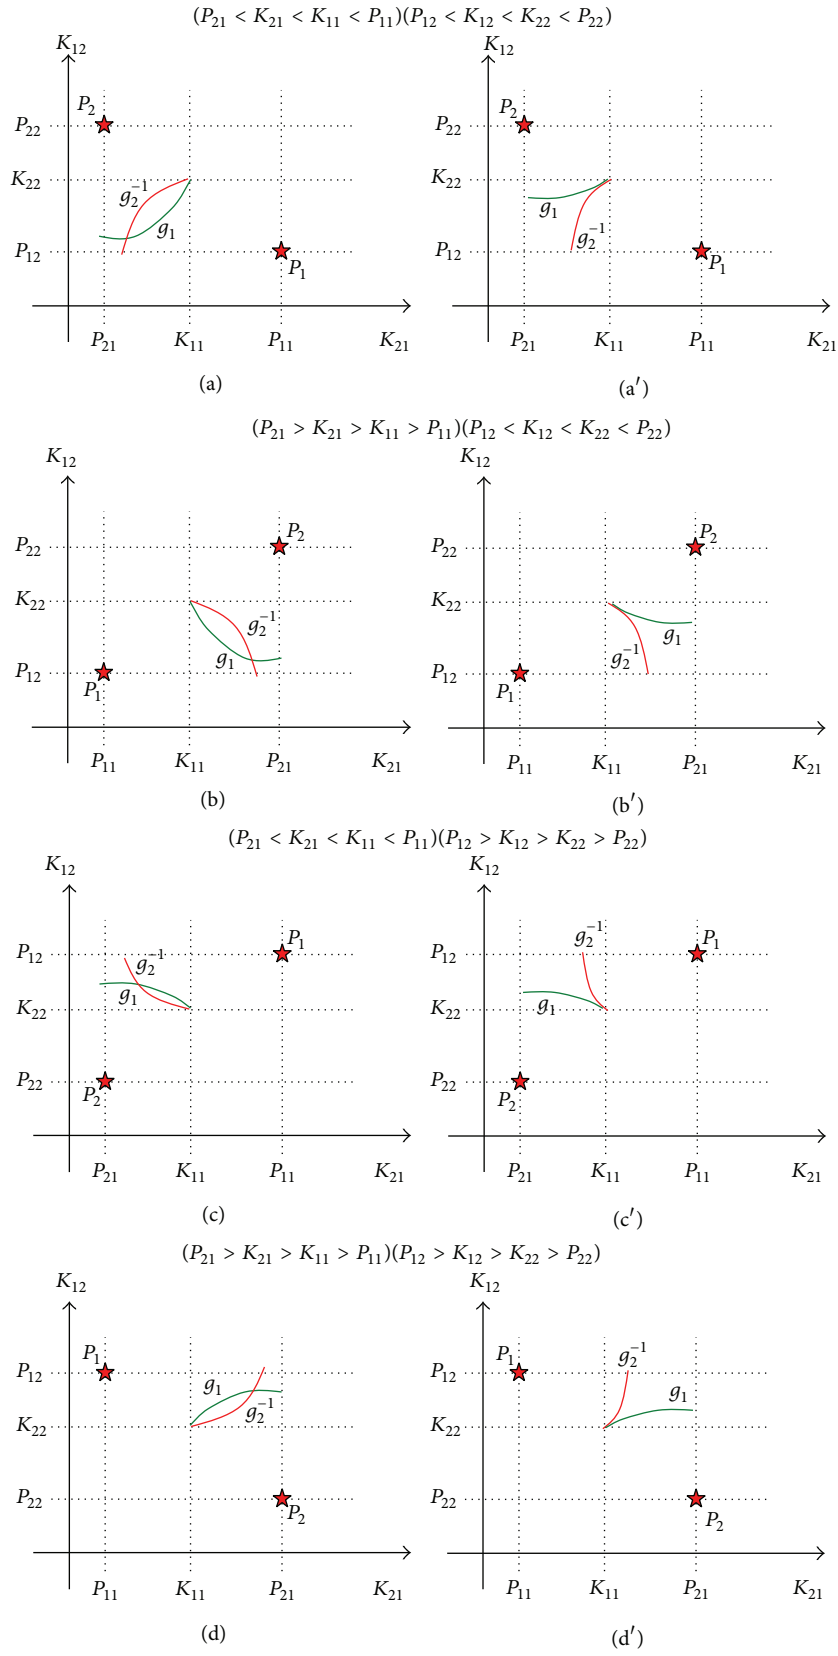 (P₂₁ < K₂₁ < K₁₁ < P₁₁)(P₁₂ < K₁₂ < K₂₂ < P₂₂)
K₁₂ K₁₂
P₂ P₂
P₂₂ P₂₂
K₂₂ K₂₂
g₂⁻¹ g₁ g₁ g₂⁻¹
P₁₂ P₁ P₁₂ P₁
P₂₁ K₁₁ P₁₁ K₂₁ P₂₁ K₁₁ P₁₁ K₂₁
(a) (a′)
(P₂₁ > K₂₁ > K₁₁ > P₁₁)(P₁₂ < K₁₂ < K₂₂ < P₂₂)
K₁₂ K₁₂
P₂ P₂
P₂₂ P₂₂
K₂₂ K₂₂
g₂⁻¹ g₁ g₁ g₂⁻¹
P₁₂ P₁ P₁₂ P₁
P₁₁ K₁₁ P₂₁ K₂₁ P₁₁ K₁₁ P₂₁ K₂₁
(b) (b′)
(P₂₁ < K₂₁ < K₁₁ < P₁₁)(P₁₂ > K₁₂ > K₂₂ > P₂₂)
K₁₂ K₁₂
P₁₂ g₂⁻¹ P₁ P₁₂ g₂⁻¹ P₁
g₁ g₁
K₂₂ K₂₂
P₂₂ P₂ P₂₂ P₂
P₂₁ K₁₁ P₁₁ K₂₁ P₂₁ K₁₁ P₁₁ K₂₁
(c) (c′)
(P₂₁ > K₂₁ > K₁₁ > P₁₁)(P₁₂ > K₁₂ > K₂₂ > P₂₂)
K₁₂ K₁₂
P₁ P₁ g₂⁻¹
P₁₂ P₁₂
g₁ g₂⁻¹ g₁
K₂₂ K₂₂
P₂₂ P₂ P₂₂ P₂
P₁₁ K₁₁ P₂₁ K₂₁ P₁₁ K₁₁ P₂₁ K₂₁
(d) (d′)